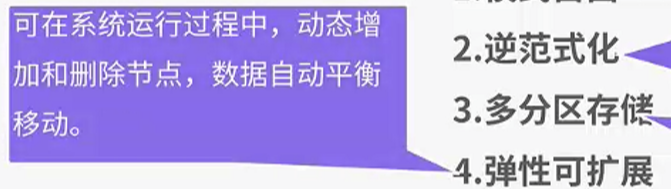 可在系统运行过程中，动态增
加和删除节点，数据自动平衡
移动。
2.逆范式化
3.多分区存储
4.弹性可扩展